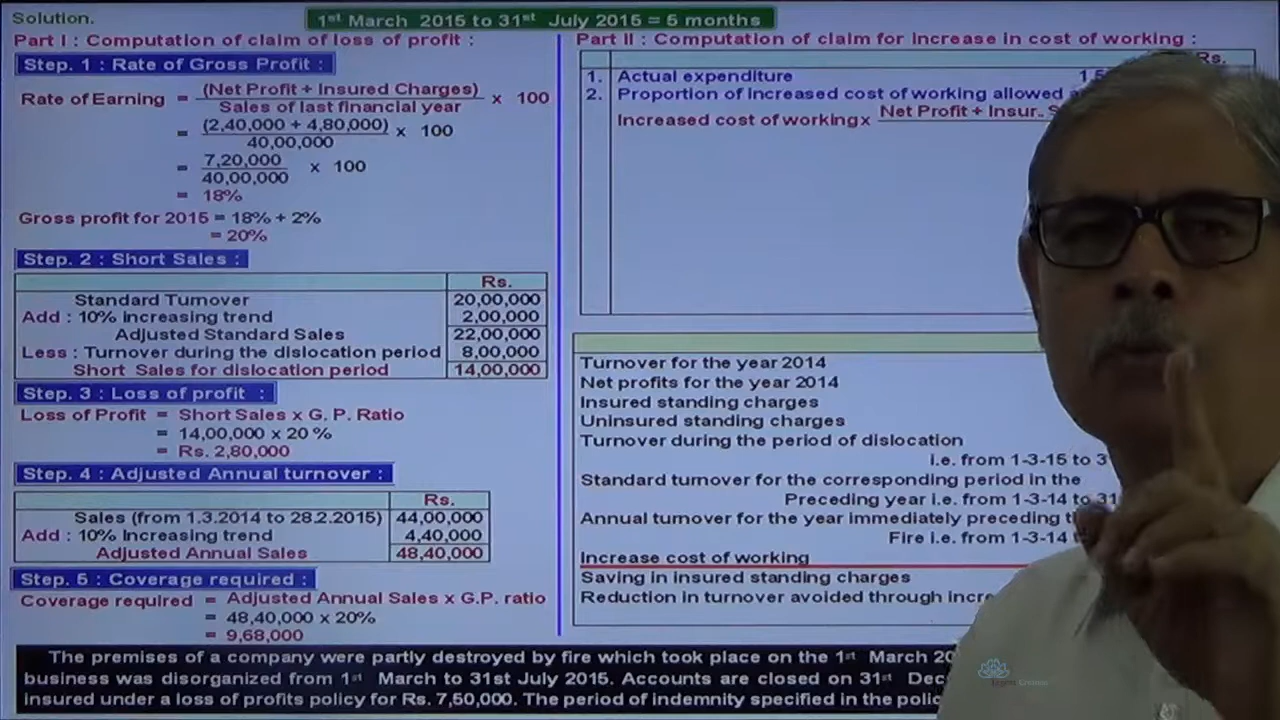 Solution.
1st March 2015 to 31st July 2015 = 5 months
Part I : Computation of claim of loss of profit :
Step. 1 : Rate of Gross Profit :
Rate of Earning = (Net Profit + Insured Charges) / Sales of last financial year x 100
= (2,40,000 + 4,80,000) / 40,00,000 x 100
= 7,20,000 / 40,00,000 x 100
= 18%
Gross profit for 2015 = 18% + 2%
= 20%
Step. 2 : Short Sales :
Rs.
Standard Turnover 20,00,000
Add : 10% Increasing trend 2,00,000
Adjusted Standard Sales 22,00,000
Less : Turnover during the dislocation period 8,00,000
Short Sales for dislocation period 14,00,000
Step. 3 : Loss of profit :
Loss of Profit = Short Sales x G. P. Ratio
= 14,00,000 x 20 %
= Rs. 2,80,000
Step. 4 : Adjusted Annual turnover :
Rs.
Sales (from 1.3.2014 to 28.2.2015) 44,00,000
Add : 10% Increasing trend 4,40,000
Adjusted Annual Sales 48,40,000
Step. 5 : Coverage required :
Coverage required = Adjusted Annual Sales x G.P. ratio
= 48,40,000 x 20%
= 9,68,000
Part II : Computation of claim for Increase in cost of working :
Rs.
1. Actual expenditure
2. Proportion of Increased cost of working allowed
Increased cost of working x Net Profit + Insur..
Turnover for the year 2014
Net profits for the year 2014
Insured standing charges
Uninsured standing charges
Turnover during the period of dislocation
i.e. from 1-3-15 to
Standard turnover for the corresponding period in the
Preceding year i.e. from 1-3-14 to 31
Annual turnover for the year immediately preceding
Fire i.e. from 1-3-14
Increase cost of working
Saving in insured standing charges
Reduction in turnover avoided through
The premises of a company were partly destroyed by fire which took place on the 1st March
business was disorganized from 1st March to 31st July 2015. Accounts are closed on 31st Dec
insured under a loss of profits policy for Rs. 7,50,000. The period of indemnity specified in the